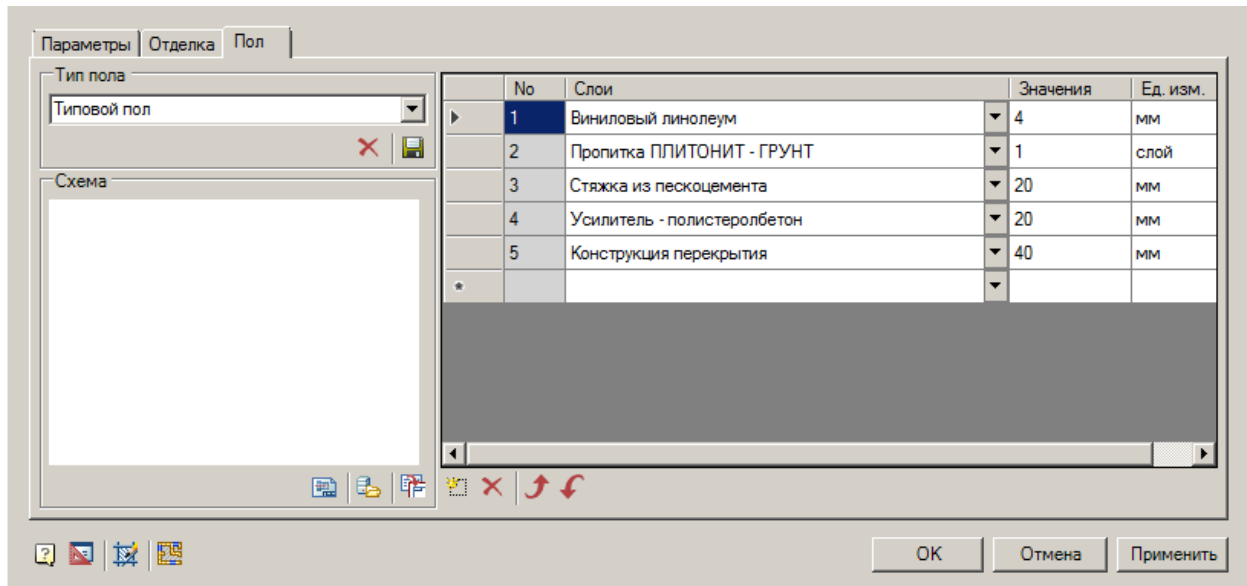 Параметры Отделка Пол
Тип пола
Типовой пол
Схема
No Слои Значения Ед. изм.
1 Виниловый линолеум 4 мм
2 Пропитка ПЛИТОНИТ - ГРУНТ 1 слой
3 Стяжка из пескоцемента 20 мм
4 Усилитель - полистеролбетон 20 мм
5 Конструкция перекрытия 40 мм
OK Отмена Применить